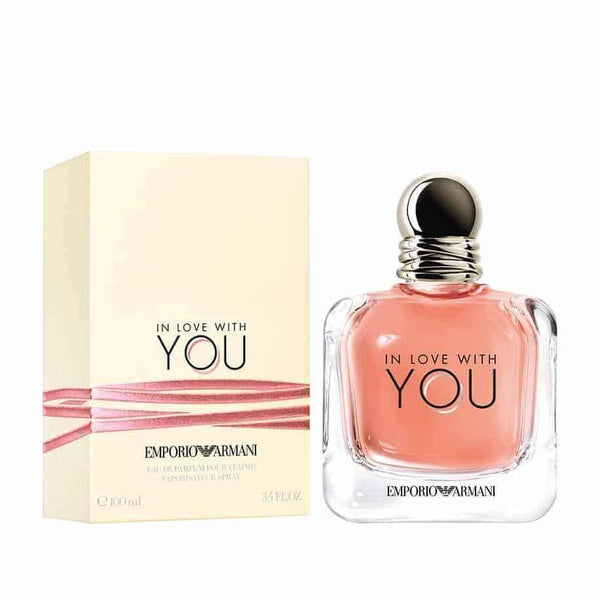 IN LOVE WITH
YOU
EMPORIO ARMANI
EAU DE PARFUM POUR FEMME
VAPORISATEUR SPRAY
e 100 ml 3.4 FL.OZ.
IN LOVE WITH
YOU
EMPORIO ARMANI